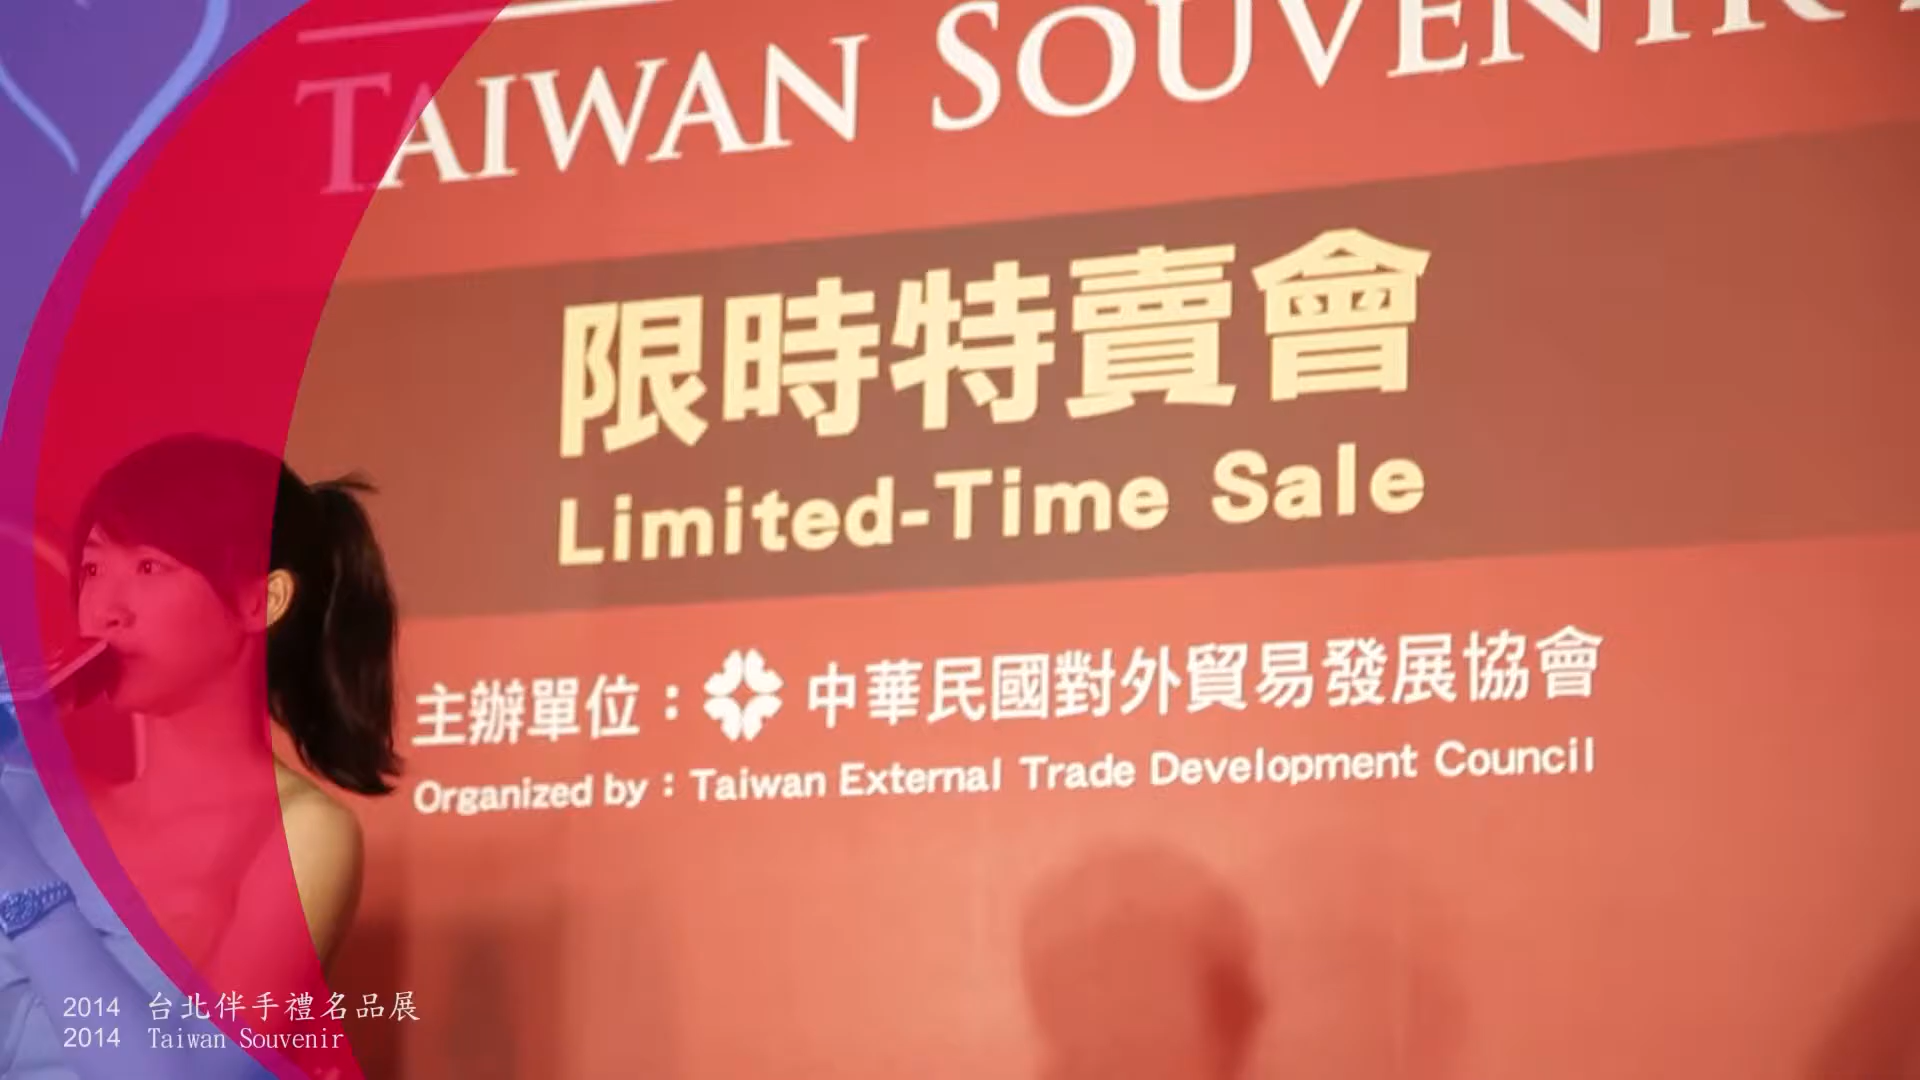 TAIWAN SOUVENIR
限時特賣會
Limited-Time Sale
主辦單位：中華民國對外貿易發展協會
Organized by：Taiwan External Trade Development Council
2014 台北伴手禮名品展
2014 Taiwan Souvenir